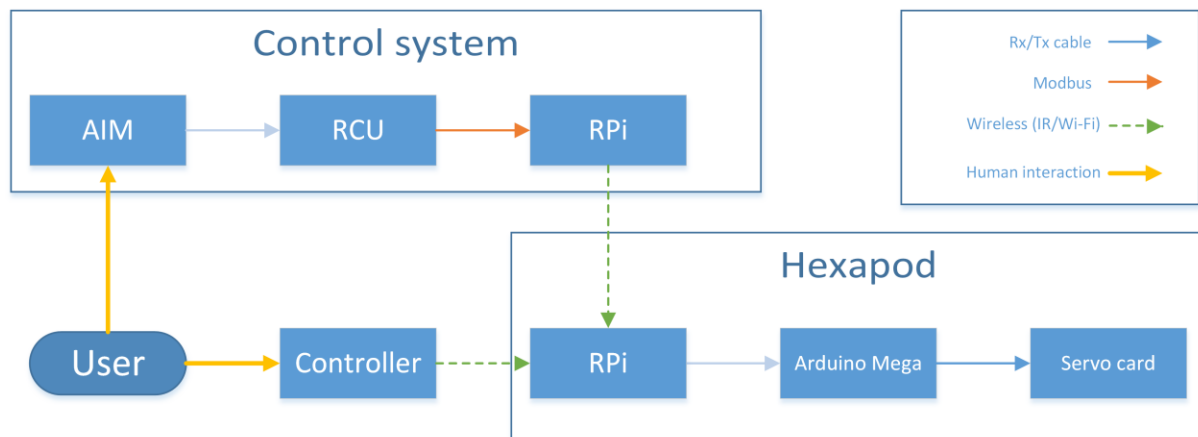 Control system
AIM
RCU
RPi
Rx/Tx cable
Modbus
Wireless (IR/Wi-Fi)
Human interaction
Hexapod
User
Controller
RPi
Arduino Mega
Servo card